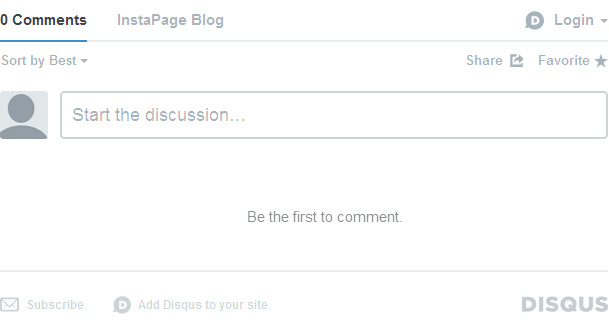 0 Comments InstaPage Blog Login
Sort by Best Share Favorite
Start the discussion...
Be the first to comment.
Subscribe Add Disqus to your site DISQUS